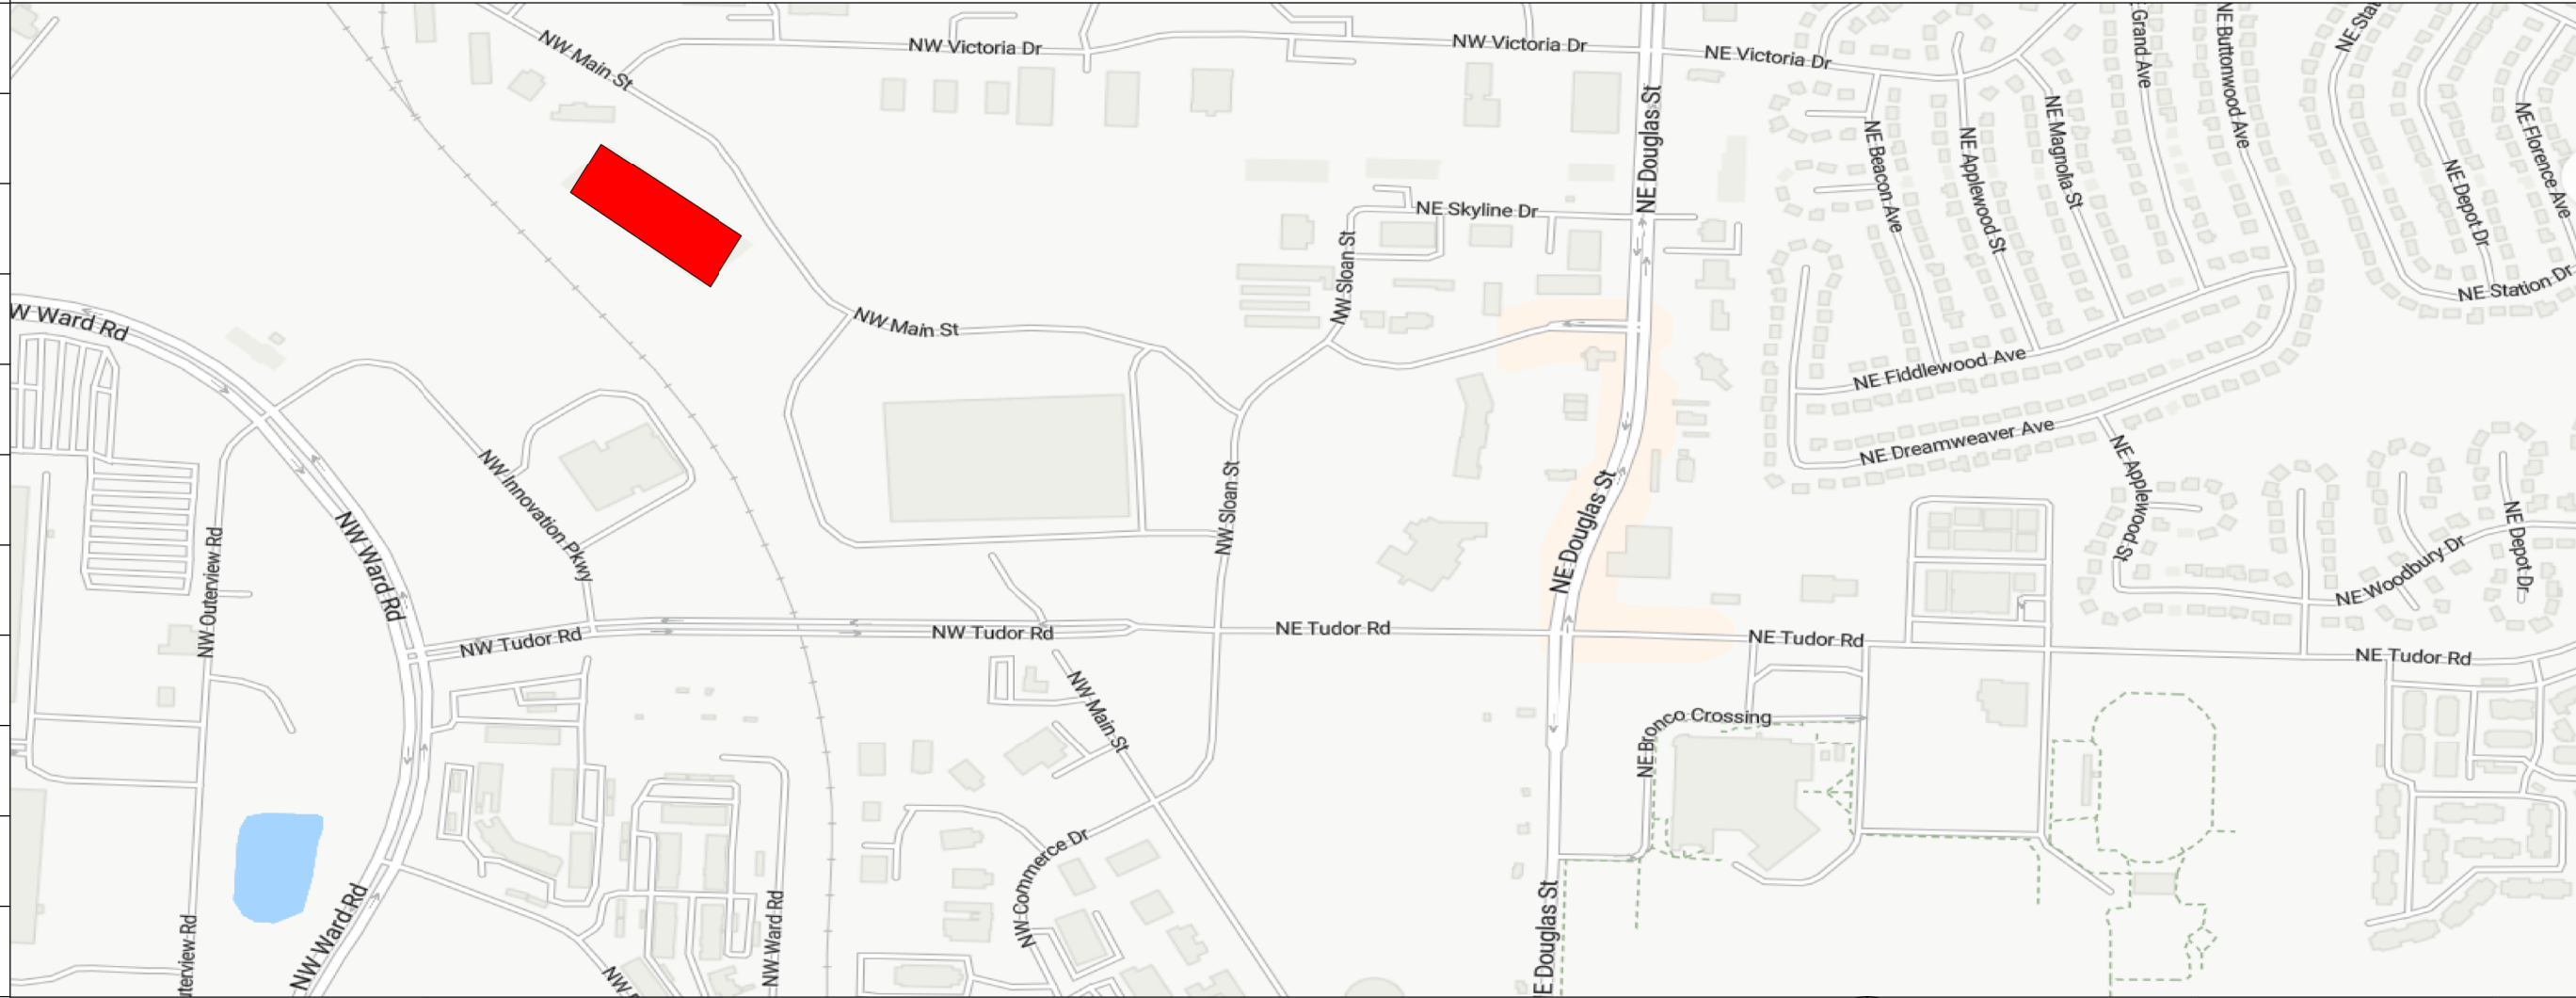 NW Main St
NW Victoria Dr
NW Victoria Dr
NE Victoria Dr
NE Douglas St
Grand Ave
NE Buttonwood Ave
NE Stat
NE Beacon Ave
NE Applewood St
NE Magnolia St
NE Depot Dr
NE Florence Ave
NE Skyline Dr
NW Sloan St
NE Station Dr
W Ward Rd
NW Main St
NE Fiddlewood Ave
NE Dreamweaver Ave
NE Applewood St
NW Innovation Pkwy
NW Sloan St
NE Douglas St
NW Ward Rd
NW Outerview Rd
NE Depot Dr
NE Woodbury Dr
NW Tudor Rd
NW Tudor Rd
NE Tudor Rd
NE Tudor Rd
NE Tudor Rd
NW Main St
NE Bronco Crossing
NW Commerce Dr
NW Ward Rd
uterview Rd
NW Ward Rd
NE Douglas St
NW